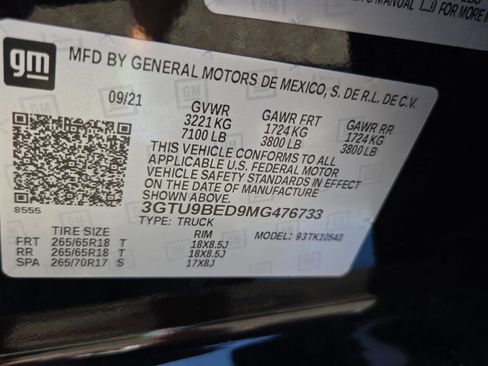 MANUAL
FOR MORE
gm
MFD BY GENERAL MOTORS DE MEXICO, S. DE R.L. DE C.V.
09/21 GVWR GAWR FRT GAWR RR
3221 KG 1724 KG 1724 KG
7100 LB 3800 LB 3800 LB
THIS VEHICLE CONFORMS TO ALL
APPLICABLE U.S. FEDERAL MOTOR
VEHICLE SAFETY STANDARDS IN EFFECT
ON THE DATE OF MANUFACTURE
SHOWN ABOVE.
8555
3GTU9BED9MG476733
TYPE: TRUCK MODEL:
TIRE SIZE RIM
FRT 265/65R18 T 18X8.5J
RR 265/65R18 T 18X8.5J
SPA 265/70R17 S 17X8J